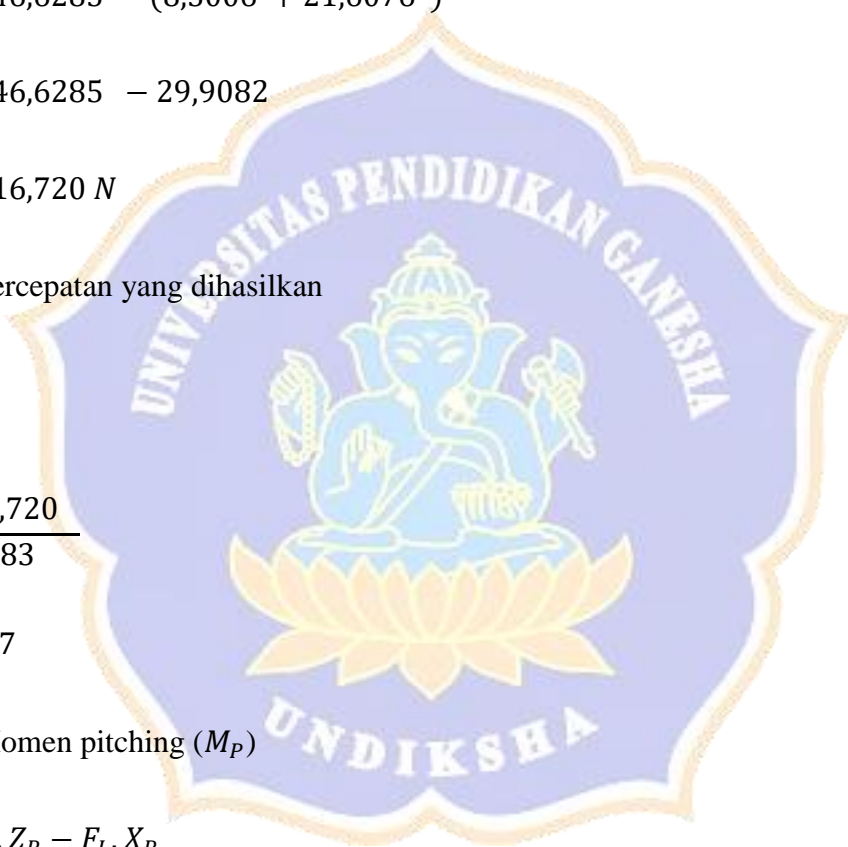 46,6285 − (8,3006 + 21,6076 )
46,6285 − 29,9082
16,720 N
UNIVERSITAS PENDIDIKAN GANESHA
ercepatan yang dihasilkan
,720
83
7
UNDIKSHA
omen pitching (M_P)
. Z_P − F_L . X_P